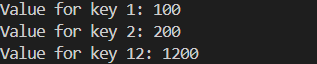 Value for key 1: 100
Value for key 2: 200
Value for key 12: 1200